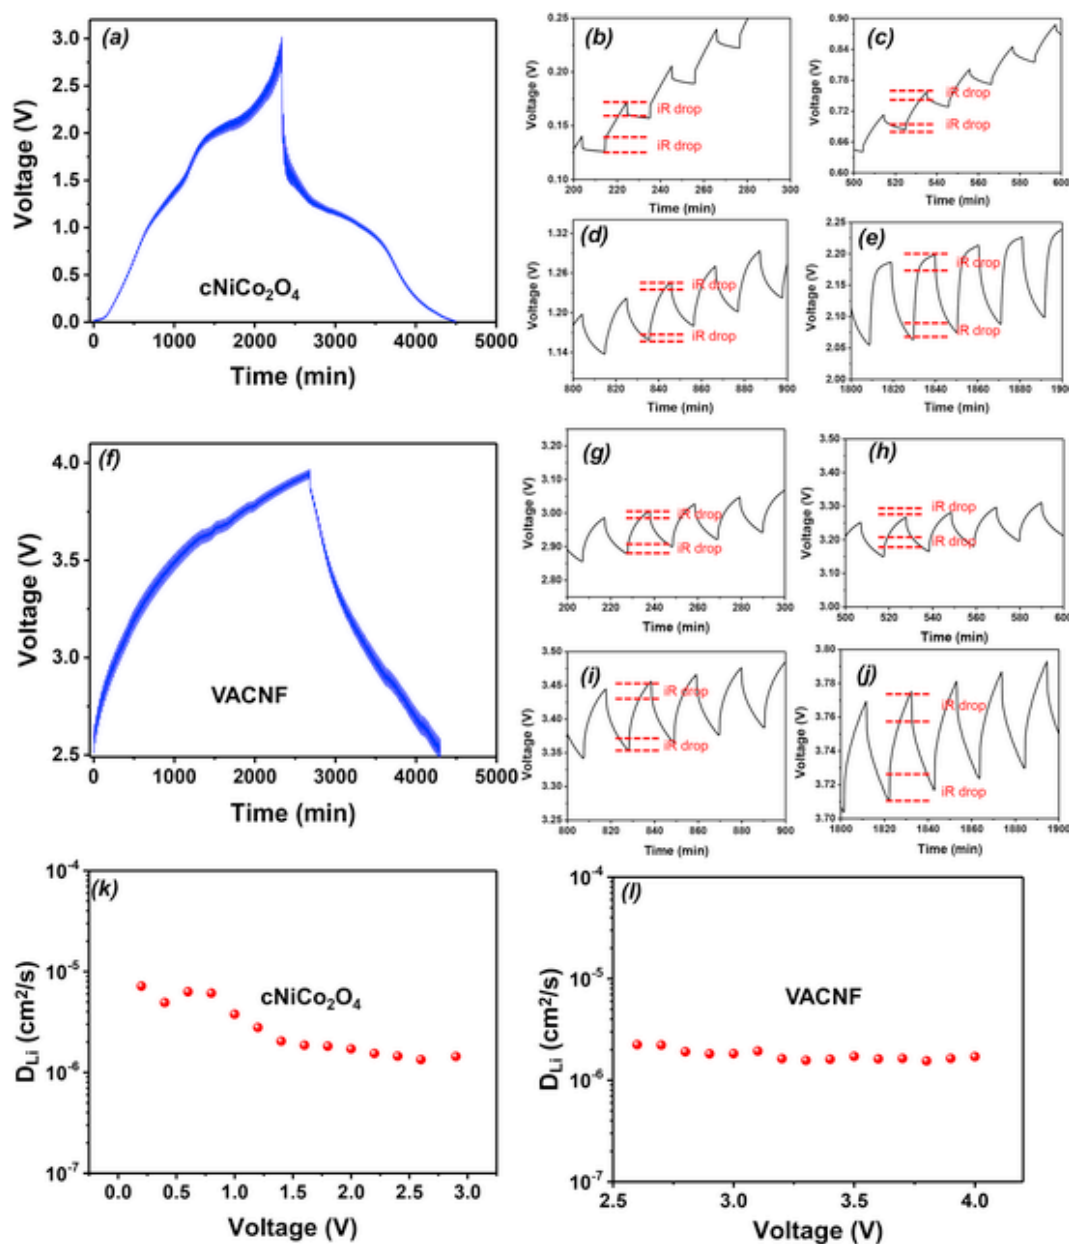 (a)
3.0
2.5
2.0
1.5
1.0
0.5
0.0
Voltage (V)
cNiCo₂O₄
0 1000 2000 3000 4000 5000
Time (min)
(b)
0.25
0.20
0.15
0.10
Voltage (V)
iR drop
iR drop
200 220 240 260 280 300
Time (min)
(c)
0.90
0.84
0.78
0.72
0.66
0.60
Voltage (V)
iR drop
iR drop
500 520 540 560 580 600
Time (min)
(d)
1.32
1.26
1.20
1.14
Voltage (V)
iR drop
iR drop
800 820 840 860 880 900
Time (min)
(e)
2.25
2.20
2.15
2.10
2.05
2.00
Voltage (V)
iR drop
iR drop
1800 1820 1840 1860 1880 1900
Time (min)
(f)
4.0
3.5
3.0
2.5
Voltage (V)
VACNF
0 1000 2000 3000 4000 5000
Time (min)
(g)
3.20
3.10
3.00
2.90
2.80
Voltage (V)
iR drop
iR drop
200 220 240 260 280 300
Time (min)
(h)
3.50
3.40
3.30
3.20
3.10
3.00
Voltage (V)
iR drop
iR drop
500 520 540 560 580 600
Time (min)
(i)
3.50
3.45
3.40
3.35
3.30
3.25
Voltage (V)
iR drop
iR drop
800 820 840 860 880 900
Time (min)
(j)
3.78
3.76
3.74
3.72
3.70
Voltage (V)
iR drop
iR drop
1800 1820 1840 1860 1880 1900
Time (min)
(k)
10⁻⁴
10⁻⁵
10⁻⁶
10⁻⁷
D_Li (cm²/s)
cNiCo₂O₄
0.0 0.5 1.0 1.5 2.0 2.5 3.0
Voltage (V)
(l)
10⁻⁴
10⁻⁵
10⁻⁶
10⁻⁷
D_Li (cm²/s)
VACNF
2.5 3.0 3.5 4.0
Voltage (V)